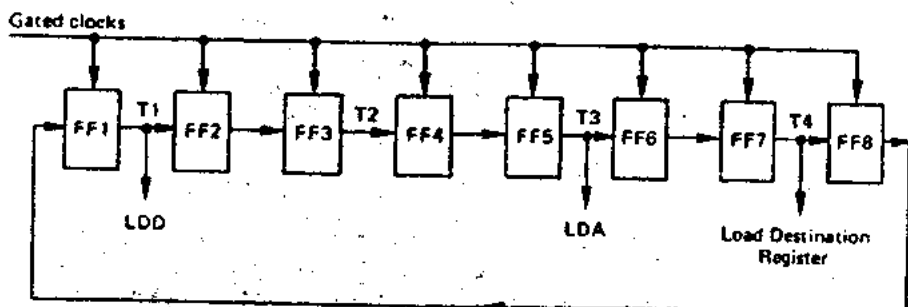 Gated clocks
FF1 T1 FF2 FF3 T2 FF4 FF5 T3 FF6 FF7 T4 FF8
LDD
LDA
Load Destination
Register